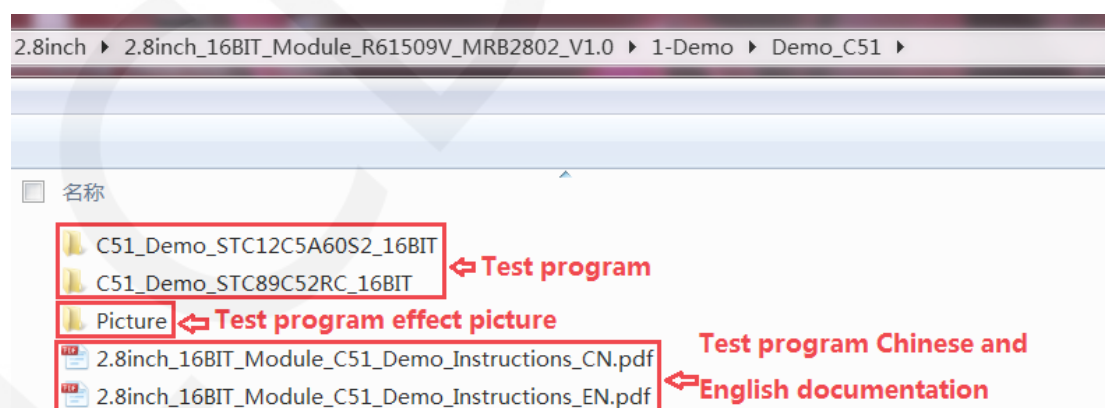 2.8inch ▶ 2.8inch_16BIT_Module_R61509V_MRB2802_V1.0 ▶ 1-Demo ▶ Demo_C51 ▶
名称
C51_Demo_STC12C5A60S2_16BIT
C51_Demo_STC89C52RC_16BIT
Test program
Picture
Test program effect picture
2.8inch_16BIT_Module_C51_Demo_Instructions_CN.pdf
2.8inch_16BIT_Module_C51_Demo_Instructions_EN.pdf
Test program Chinese and
English documentation